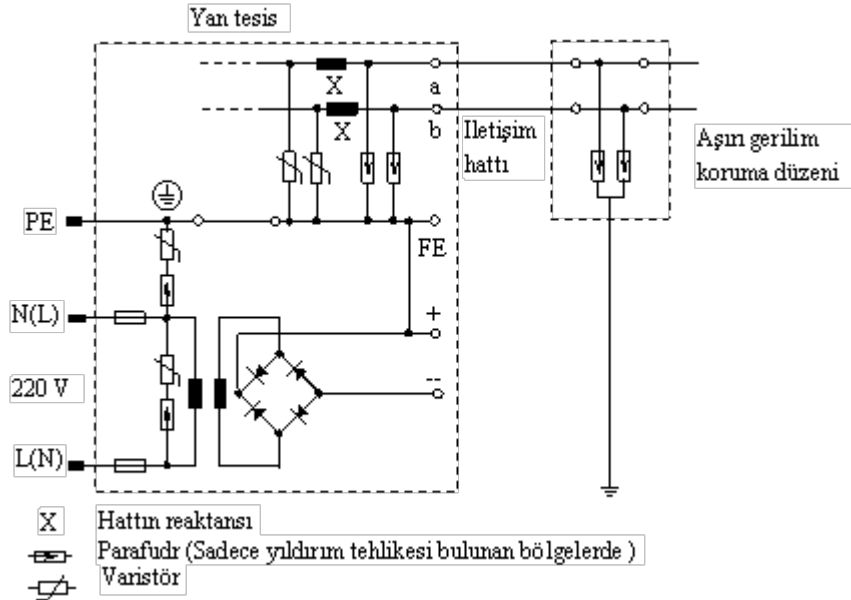 Yan tesis
X
a
X
b
Iletişim
hattı
Aşırı gerilim
koruma düzeni
PE
FE
N(L)
+
220 V
--
L(N)
X Hattın reaktansı
Parafudr (Sadece yıldırım tehlikesi bulunan bölgelerde )
Varistör